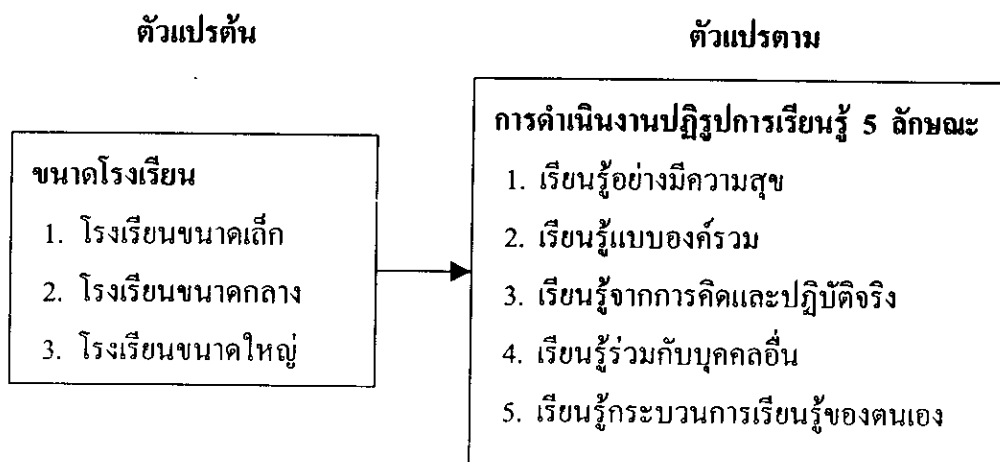 ตัวแปรต้น
ขนาดโรงเรียน
1. โรงเรียนขนาดเล็ก
2. โรงเรียนขนาดกลาง
3. โรงเรียนขนาดใหญ่
ตัวแปรตาม
การดำเนินงานปฏิรูปการเรียนรู้ 5 ลักษณะ
1. เรียนรู้อย่างมีความสุข
2. เรียนรู้แบบองค์รวม
3. เรียนรู้จากการคิดและปฏิบัติจริง
4. เรียนรู้ร่วมกับบุคคลอื่น
5. เรียนรู้กระบวนการเรียนรู้ของตนเอง